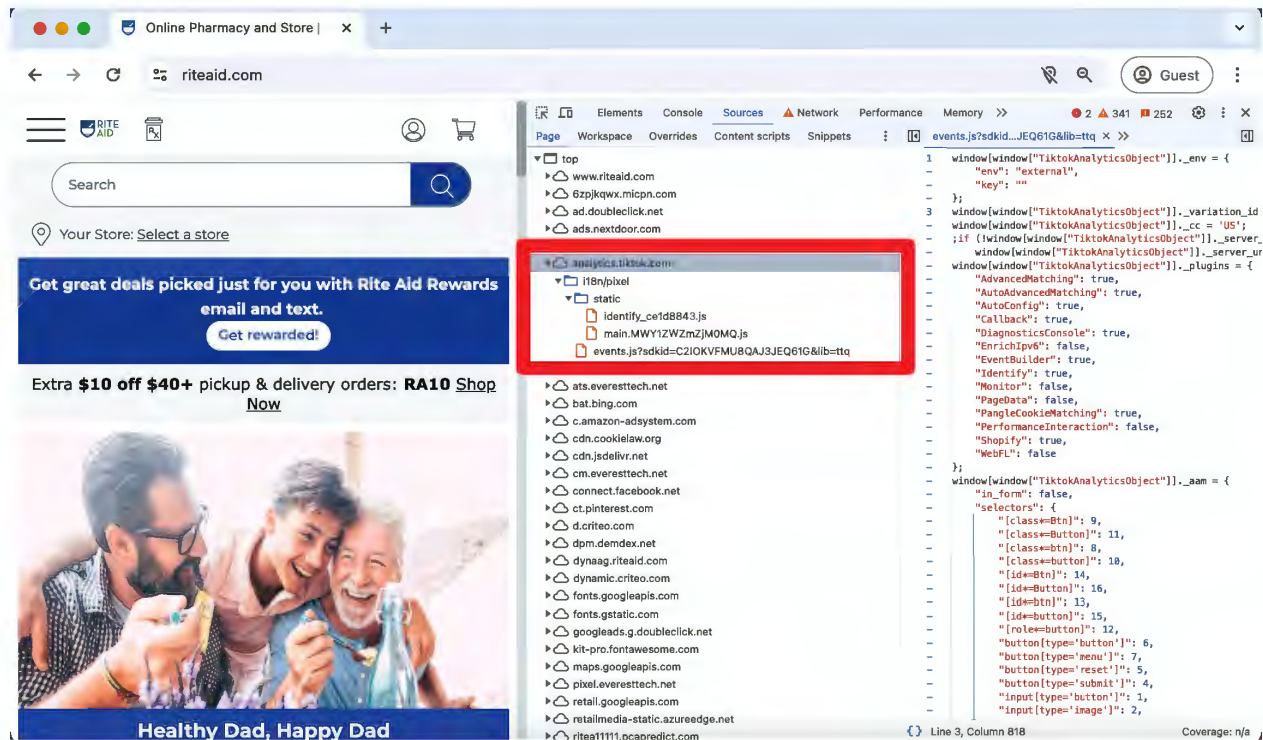 Online Pharmacy and Store |
riteaid.com
Guest
RITE AID
Rx
Search
Your Store: Select a store
Get great deals picked just for you with Rite Aid Rewards
email and text.
Get rewarded!
Extra $10 off $40+ pickup & delivery orders: RA10 Shop
Now
Healthy Dad, Happy Dad
Elements Console Sources Network Performance Memory 2 341 252
Page Workspace Overrides Content scripts Snippets
top
www.riteaid.com
6zpjkqwx.micpn.com
ad.doubleclick.net
ads.nextdoor.com
analytics.tiktok.com
i18n/pixel
static
identify_ce1d8843.js
main.MWY1ZWZmZjM0MQ.js
events.js?sdkid=C2IOKVFMU8QAJ3JEQ61G&lib=ttq
ats.everesttech.net
bat.bing.com
c.amazon-adsystem.com
cdn.cookielaw.org
cdn.jsdelivr.net
cm.everesttech.net
connect.facebook.net
ct.pinterest.com
d.criteo.com
dpm.demdex.net
dynaag.riteaid.com
dynamic.criteo.com
fonts.googleapis.com
fonts.gstatic.com
googleads.g.doubleclick.net
kit-pro.fontawesome.com
maps.googleapis.com
pixel.everesttech.net
retail.googleapis.com
retailmedia-static.azureedge.net
ritea11111.pcapredict.com
events.js?sdkid...JEQ61G&lib=ttq
1 window[window["TiktokAnalyticsObject"]]._env = {
- "env": "external",
- "key": ""
- };
3 window[window["TiktokAnalyticsObject"]]._variation_id
- window[window["TiktokAnalyticsObject"]]._cc = 'US';
- ;if (!window[window["TiktokAnalyticsObject"]]._server_
- window[window["TiktokAnalyticsObject"]]._server_ur
- window[window["TiktokAnalyticsObject"]]._plugins = {
- "AdvancedMatching": true,
- "AutoAdvancedMatching": true,
- "AutoConfig": true,
- "Callback": true,
- "DiagnosticsConsole": true,
- "EnrichIpv6": false,
- "EventBuilder": true,
- "Identify": true,
- "Monitor": false,
- "PageData": false,
- "PangleCookieMatching": true,
- "PerformanceInteraction": false,
- "Shopify": true,
- "WebFL": false
- };
- window[window["TiktokAnalyticsObject"]]._aam = {
- "in_form": false,
- "selectors": {
- "[class*=Btn]": 9,
- "[class*=Button]": 11,
- "[class*=btn]": 8,
- "[class*=button]": 10,
- "[id*=Btn]": 14,
- "[id*=Button]": 16,
- "[id*=btn]": 13,
- "[id*=button]": 15,
- "[role*=button]": 12,
- "button[type='button']": 6,
- "button[type='menu']": 7,
- "button[type='reset']": 5,
- "button[type='submit']": 4,
- "input[type='button']": 1,
- "input[type='image']": 2,
{} Line 3, Column 818 Coverage: n/a